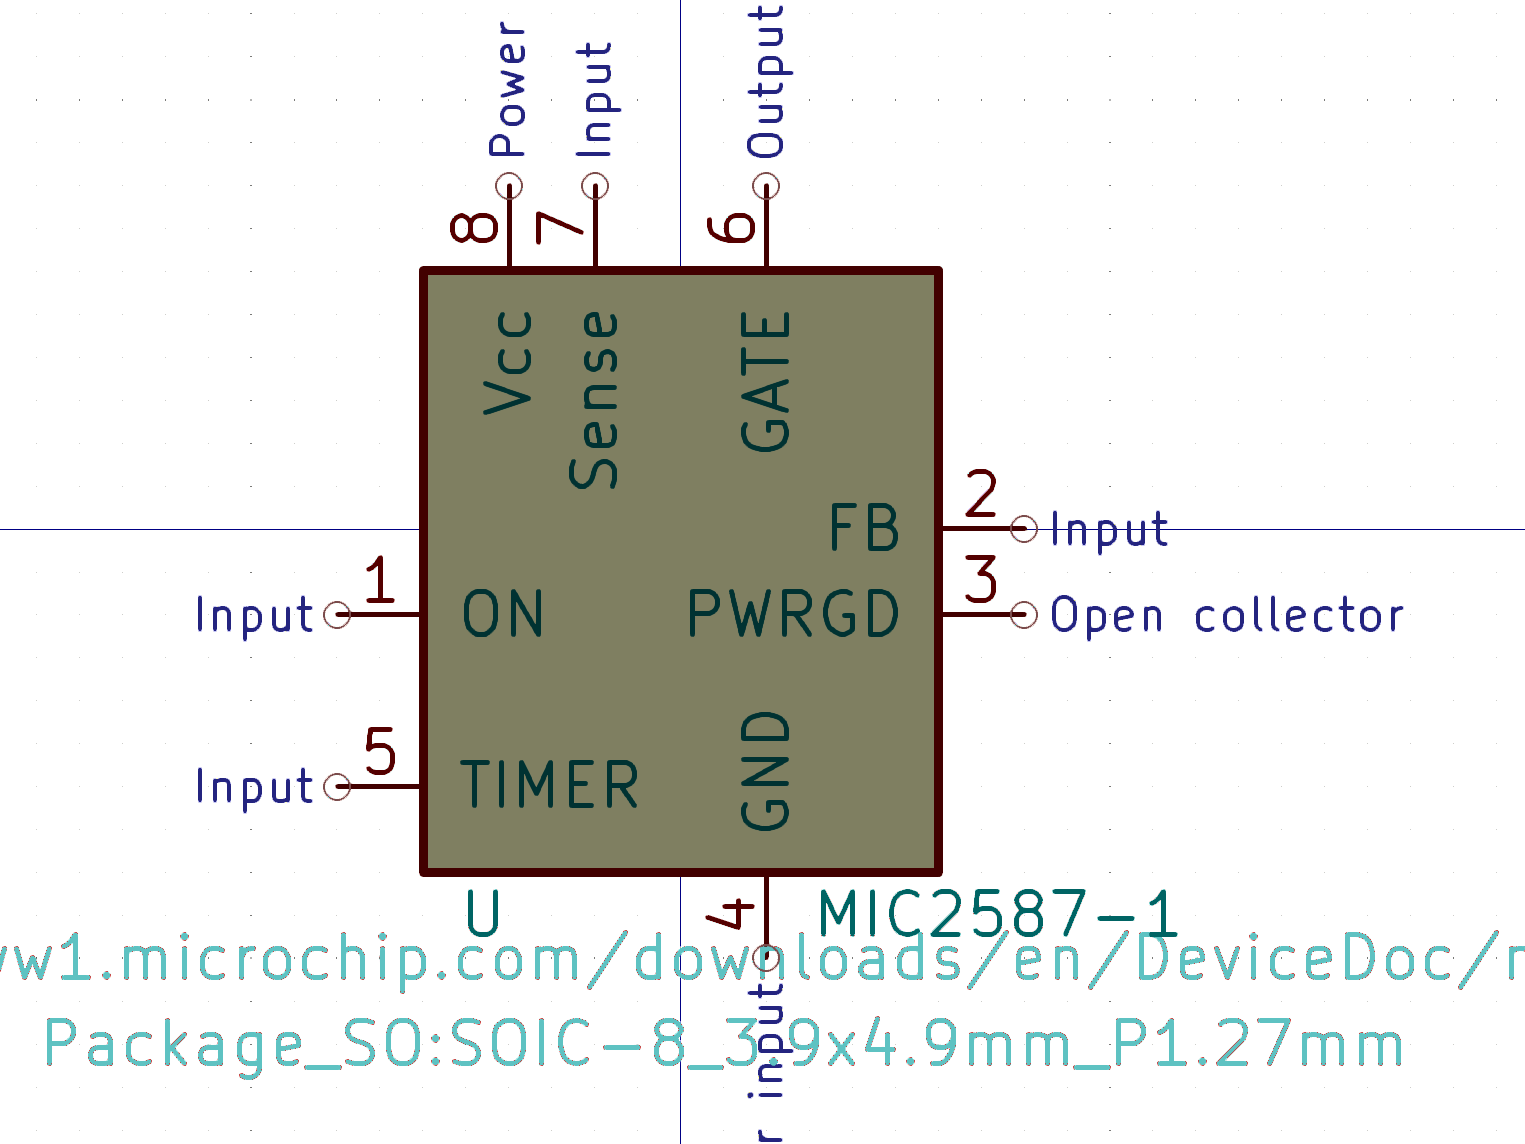 Power
Input
Output
8
7
6
Vcc
Sense
GATE
2
FB
Input
1
3
Input
ON
PWRGD
Open collector
5
Input
TIMER
GND
U
4
MIC2587-1
ww1.microchip.com/downloads/en/DeviceDoc/
Package_SO:SOIC-8_3.9x4.9mm_P1.27mm
input